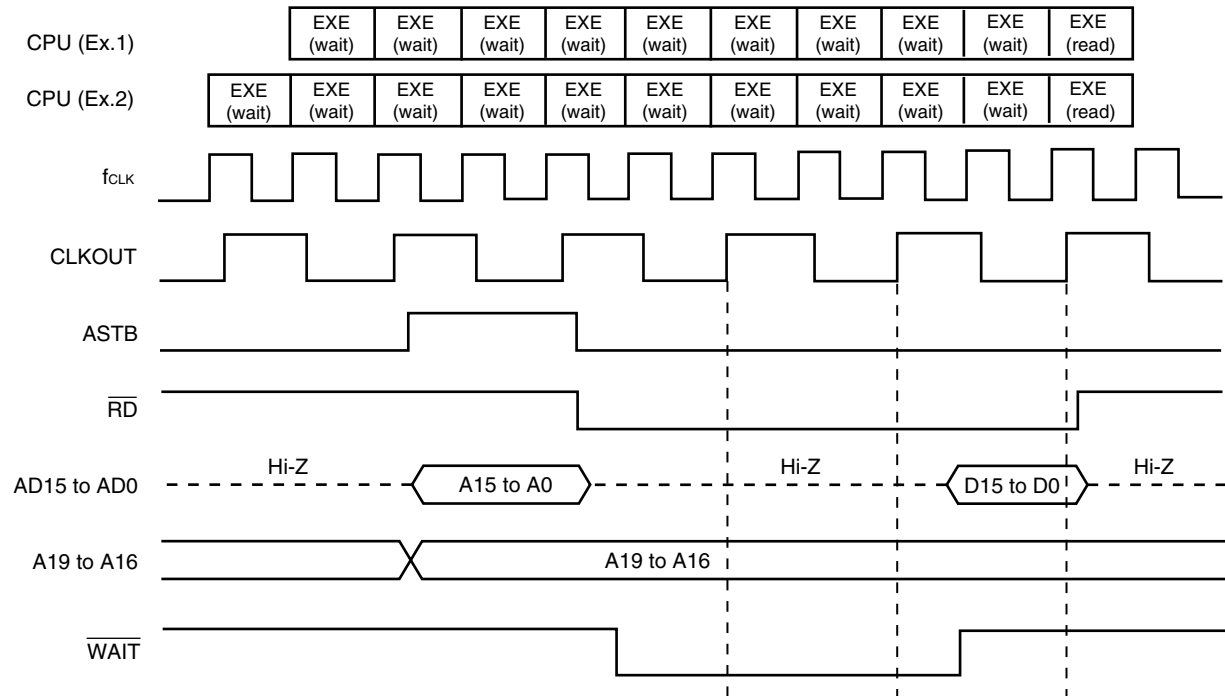 CPU (Ex.1) EXE (wait) EXE (wait) EXE (wait) EXE (wait) EXE (wait) EXE (wait) EXE (wait) EXE (wait) EXE (wait) EXE (read)
CPU (Ex.2) EXE (wait) EXE (wait) EXE (wait) EXE (wait) EXE (wait) EXE (wait) EXE (wait) EXE (wait) EXE (wait) EXE (wait) EXE (read)
fCLK
CLKOUT
ASTB
RD
AD15 to AD0 Hi-Z A15 to A0 Hi-Z D15 to D0 Hi-Z
A19 to A16 A19 to A16
WAIT